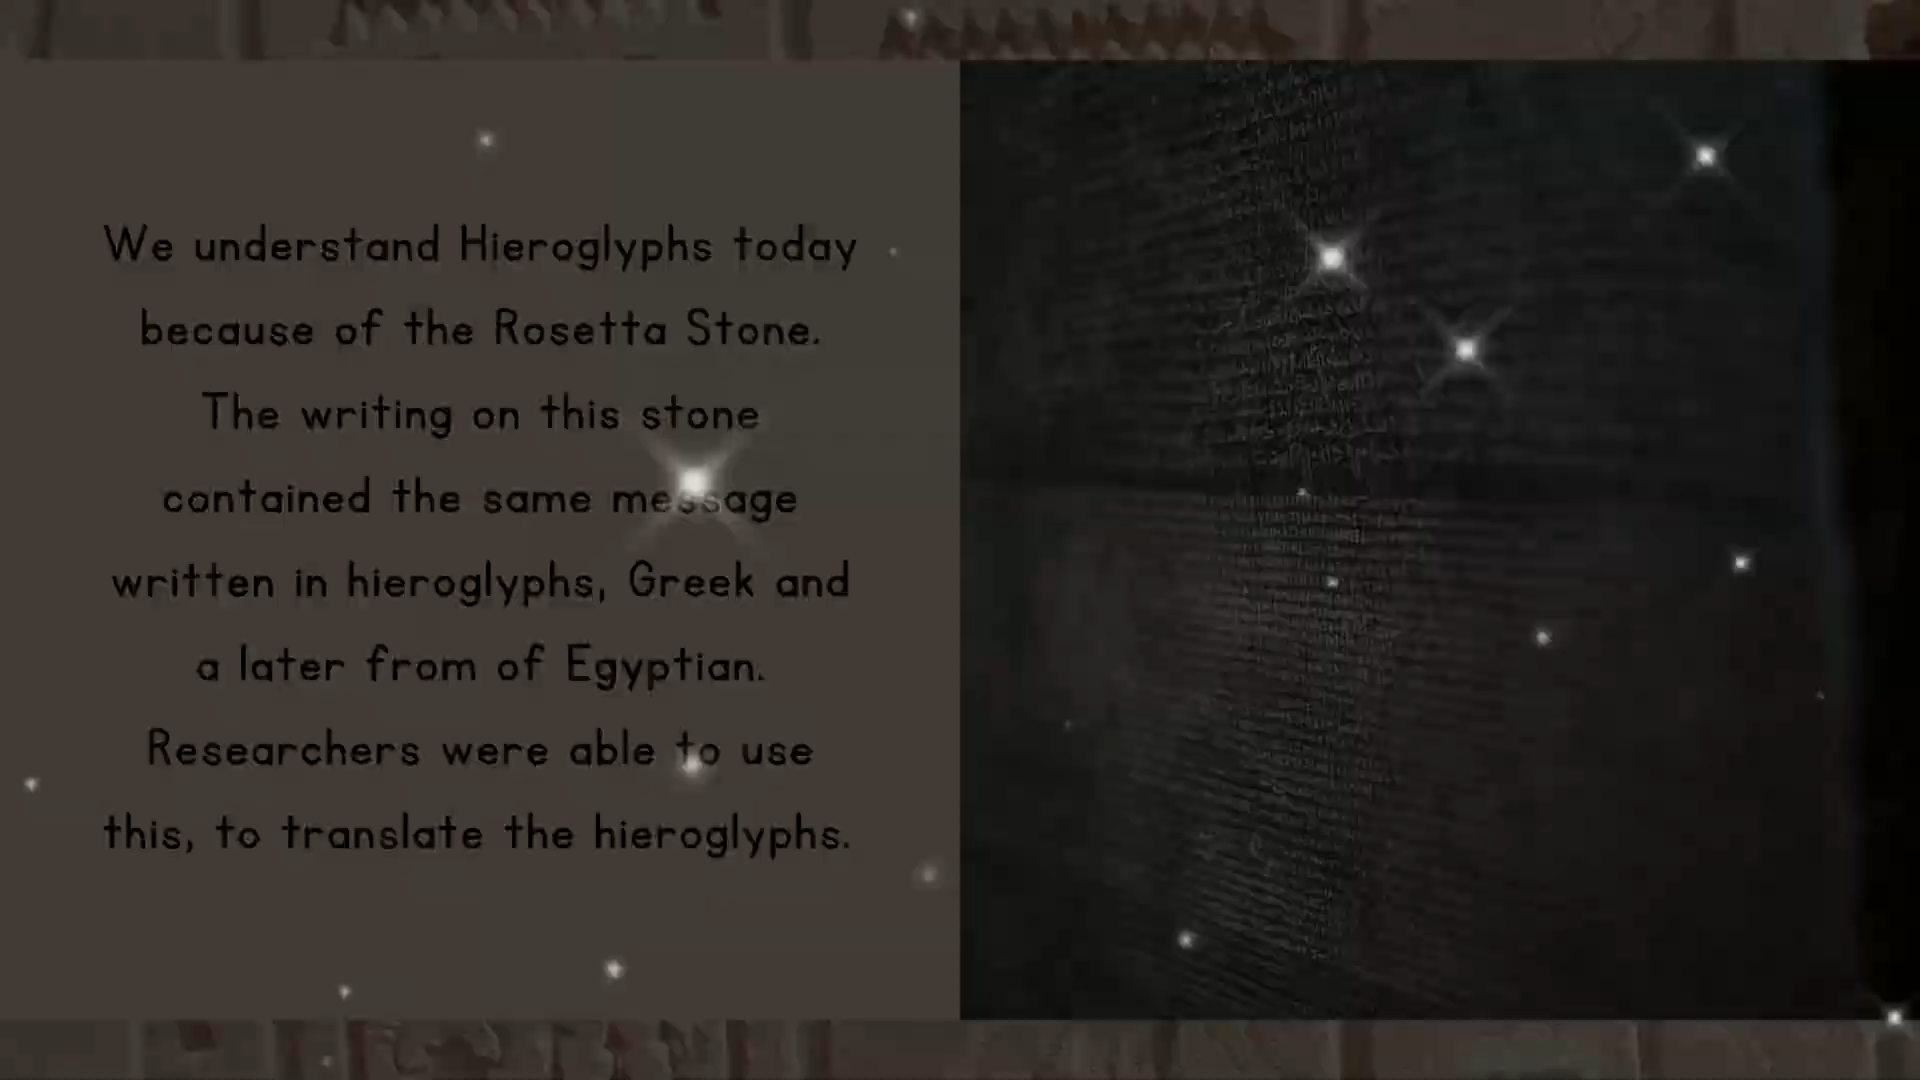 We understand Hieroglyphs today
because of the Rosetta Stone.
The writing on this stone
contained the same message
written in hieroglyphs, Greek and
a later from of Egyptian.
Researchers were able to use
this, to translate the hieroglyphs.